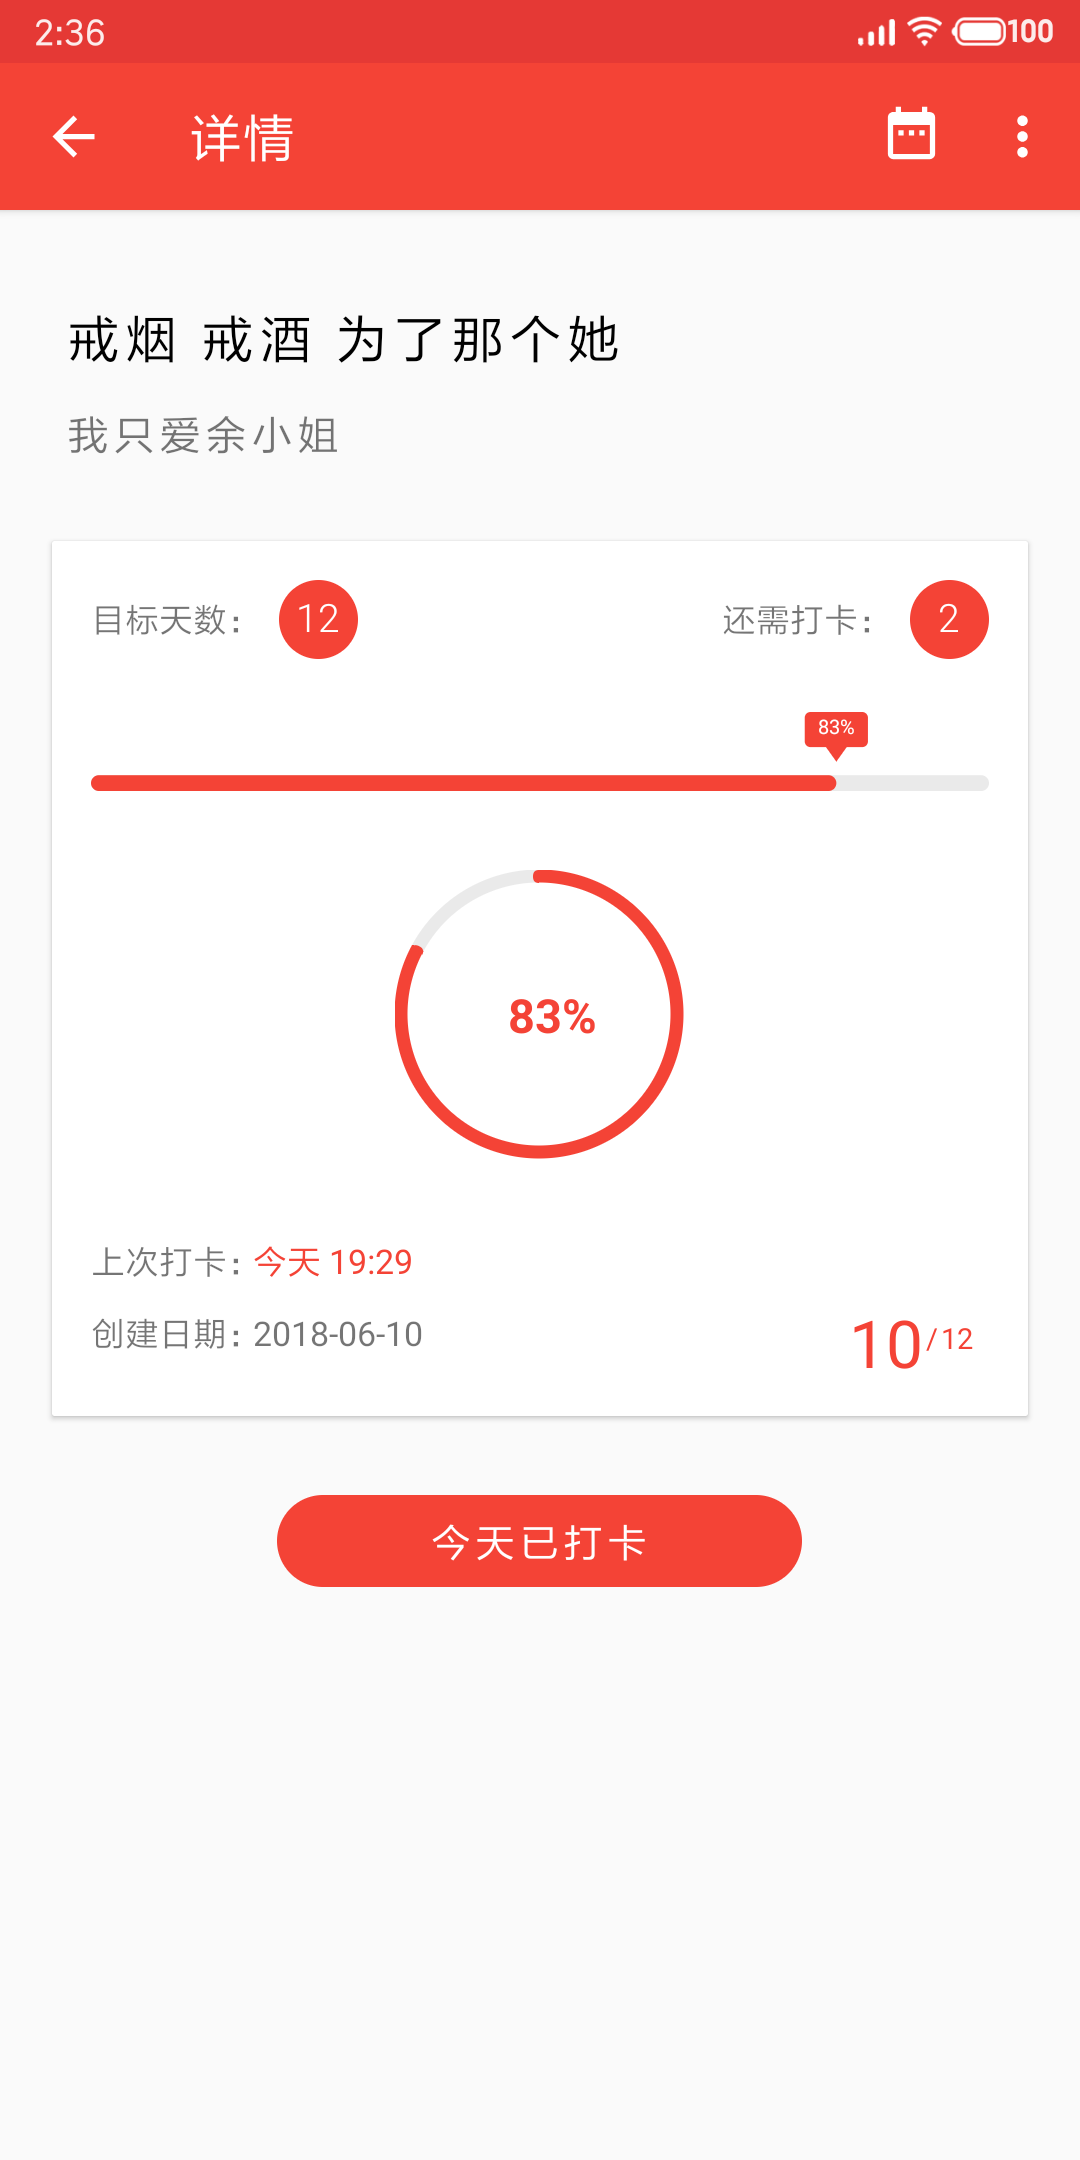 2:36 100
详情
戒烟 戒酒 为了那个她
我只爱余小姐
目标天数： 12 还需打卡： 2
83%
83%
上次打卡：今天 19:29
创建日期：2018-06-10 10/12
今天已打卡